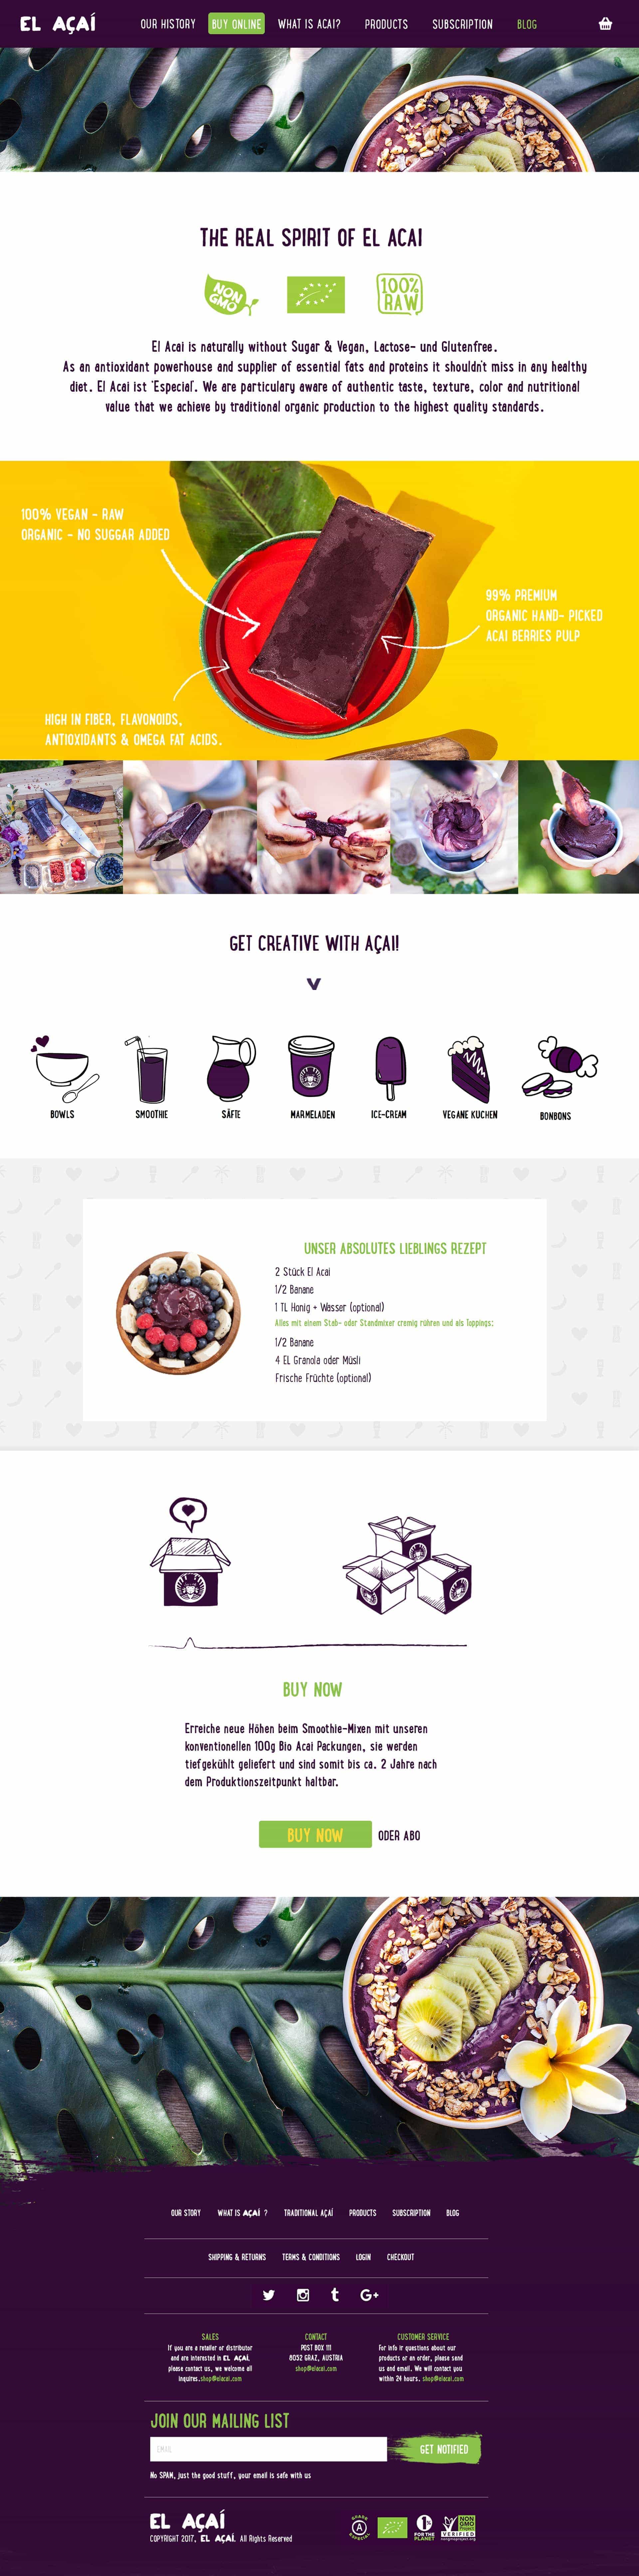 EL AÇAÍ
OUR HISTORY BUY ONLINE WHAT IS ACAI? PRODUCTS SUBSCRIPTION BLOG
THE REAL SPIRIT OF EL ACAI
NON GMO
100% RAW
El Acai is naturally without Sugar & Vegan, Lactose- und Glutenfree.
As an antioxidant powerhouse and supplier of essential fats and proteins it shouldn't miss in any healthy
diet. El Acai ist 'Especial'. We are particulary aware of authentic taste, texture, color and nutritional
value that we achieve by traditional organic production to the highest quality standards.
100% VEGAN - RAW
ORGANIC - NO SUGGAR ADDED
99% PREMIUM
ORGANIC HAND- PICKED
ACAI BERRIES PULP
HIGH IN FIBER, FLAVONOIDS,
ANTIOXIDANTS & OMEGA FAT ACIDS.
GET CREATIVE WITH AÇAI!
V
BOWLS SMOOTHIE SÄFTE MARMELADEN ICE-CREAM VEGANE KUCHEN BONBONS
UNSER ABSOLUTES LIEBLINGS REZEPT
2 Stück El Acai
1/2 Banane
1 TL Honig + Wasser (optional)
Alles mit einem Stab- oder Standmixer cremig rühren und als Toppings:
1/2 Banane
4 EL Granola oder Müsli
Frische Früchte (optional)
BUY NOW
Erreiche neue Höhen beim Smoothie-Mixen mit unseren
konventionellen 100g Bio Acai Packungen, sie werden
tiefgekühlt geliefert und sind somit bis ca. 2 Jahre nach
dem Produktionszeitpunkt haltbar.
BUY NOW ODER ABO
OUR STORY WHAT IS AÇAÍ ? TRADITIONAL AÇAÍ PRODUCTS SUBSCRIPTION BLOG
SHIPPING & RETURNS TERMS & CONDITIONS LOGIN CHECKOUT
t G+
SALES
If you are a retailer or distributor
and are interested in EL AÇAÍ,
please contact us, we welcome all
inquires.shop@elacai.com
CONTACT
POST BOX 111
8052 GRAZ, AUSTRIA
shop@elacai.com
CUSTOMER SERVICE
For info ir questions about our
products or an order, please send
us and email. We will contact you
within 24 hours. shop@elacai.com
JOIN OUR MAILING LIST
EMAIL
GET NOTIFIED
No SPAM, just the good stuff, your email is safe with us
EL AÇAÍ
COPYRIGHT 2017, EL AÇAÍ. All Rights Reserved
A
1%
FOR THE
PLANET
NON
GMO
VERIFIED